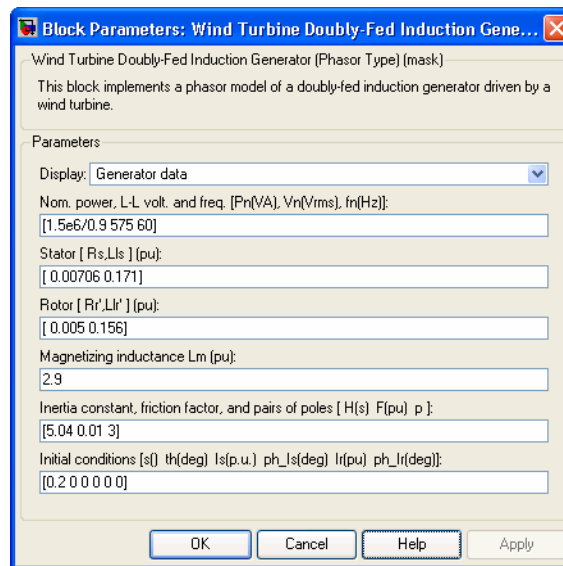 Block Parameters: Wind Turbine Doubly-Fed Induction Gene...
Wind Turbine Doubly-Fed Induction Generator (Phasor Type) (mask)
This block implements a phasor model of a doubly-fed induction generator driven by a
wind turbine.
Parameters
Display: Generator data
Nom. power, L-L volt. and freq. [Pn(VA), Vn(Vrms), fn(Hz)]:
[1.5e6/0.9 575 60]
Stator [ Rs,Lls ] (pu):
[ 0.00706 0.171]
Rotor [ Rr',Llr' ] (pu):
[ 0.005 0.156]
Magnetizing inductance Lm (pu):
2.9
Inertia constant, friction factor, and pairs of poles [ H(s) F(pu) p ]:
[5.04 0.01 3]
Initial conditions [s() th(deg) Is(p.u.) ph_Is(deg) Ir(pu) ph_Ir(deg)]:
[0.2 0 0 0 0 0]
OK Cancel Help Apply